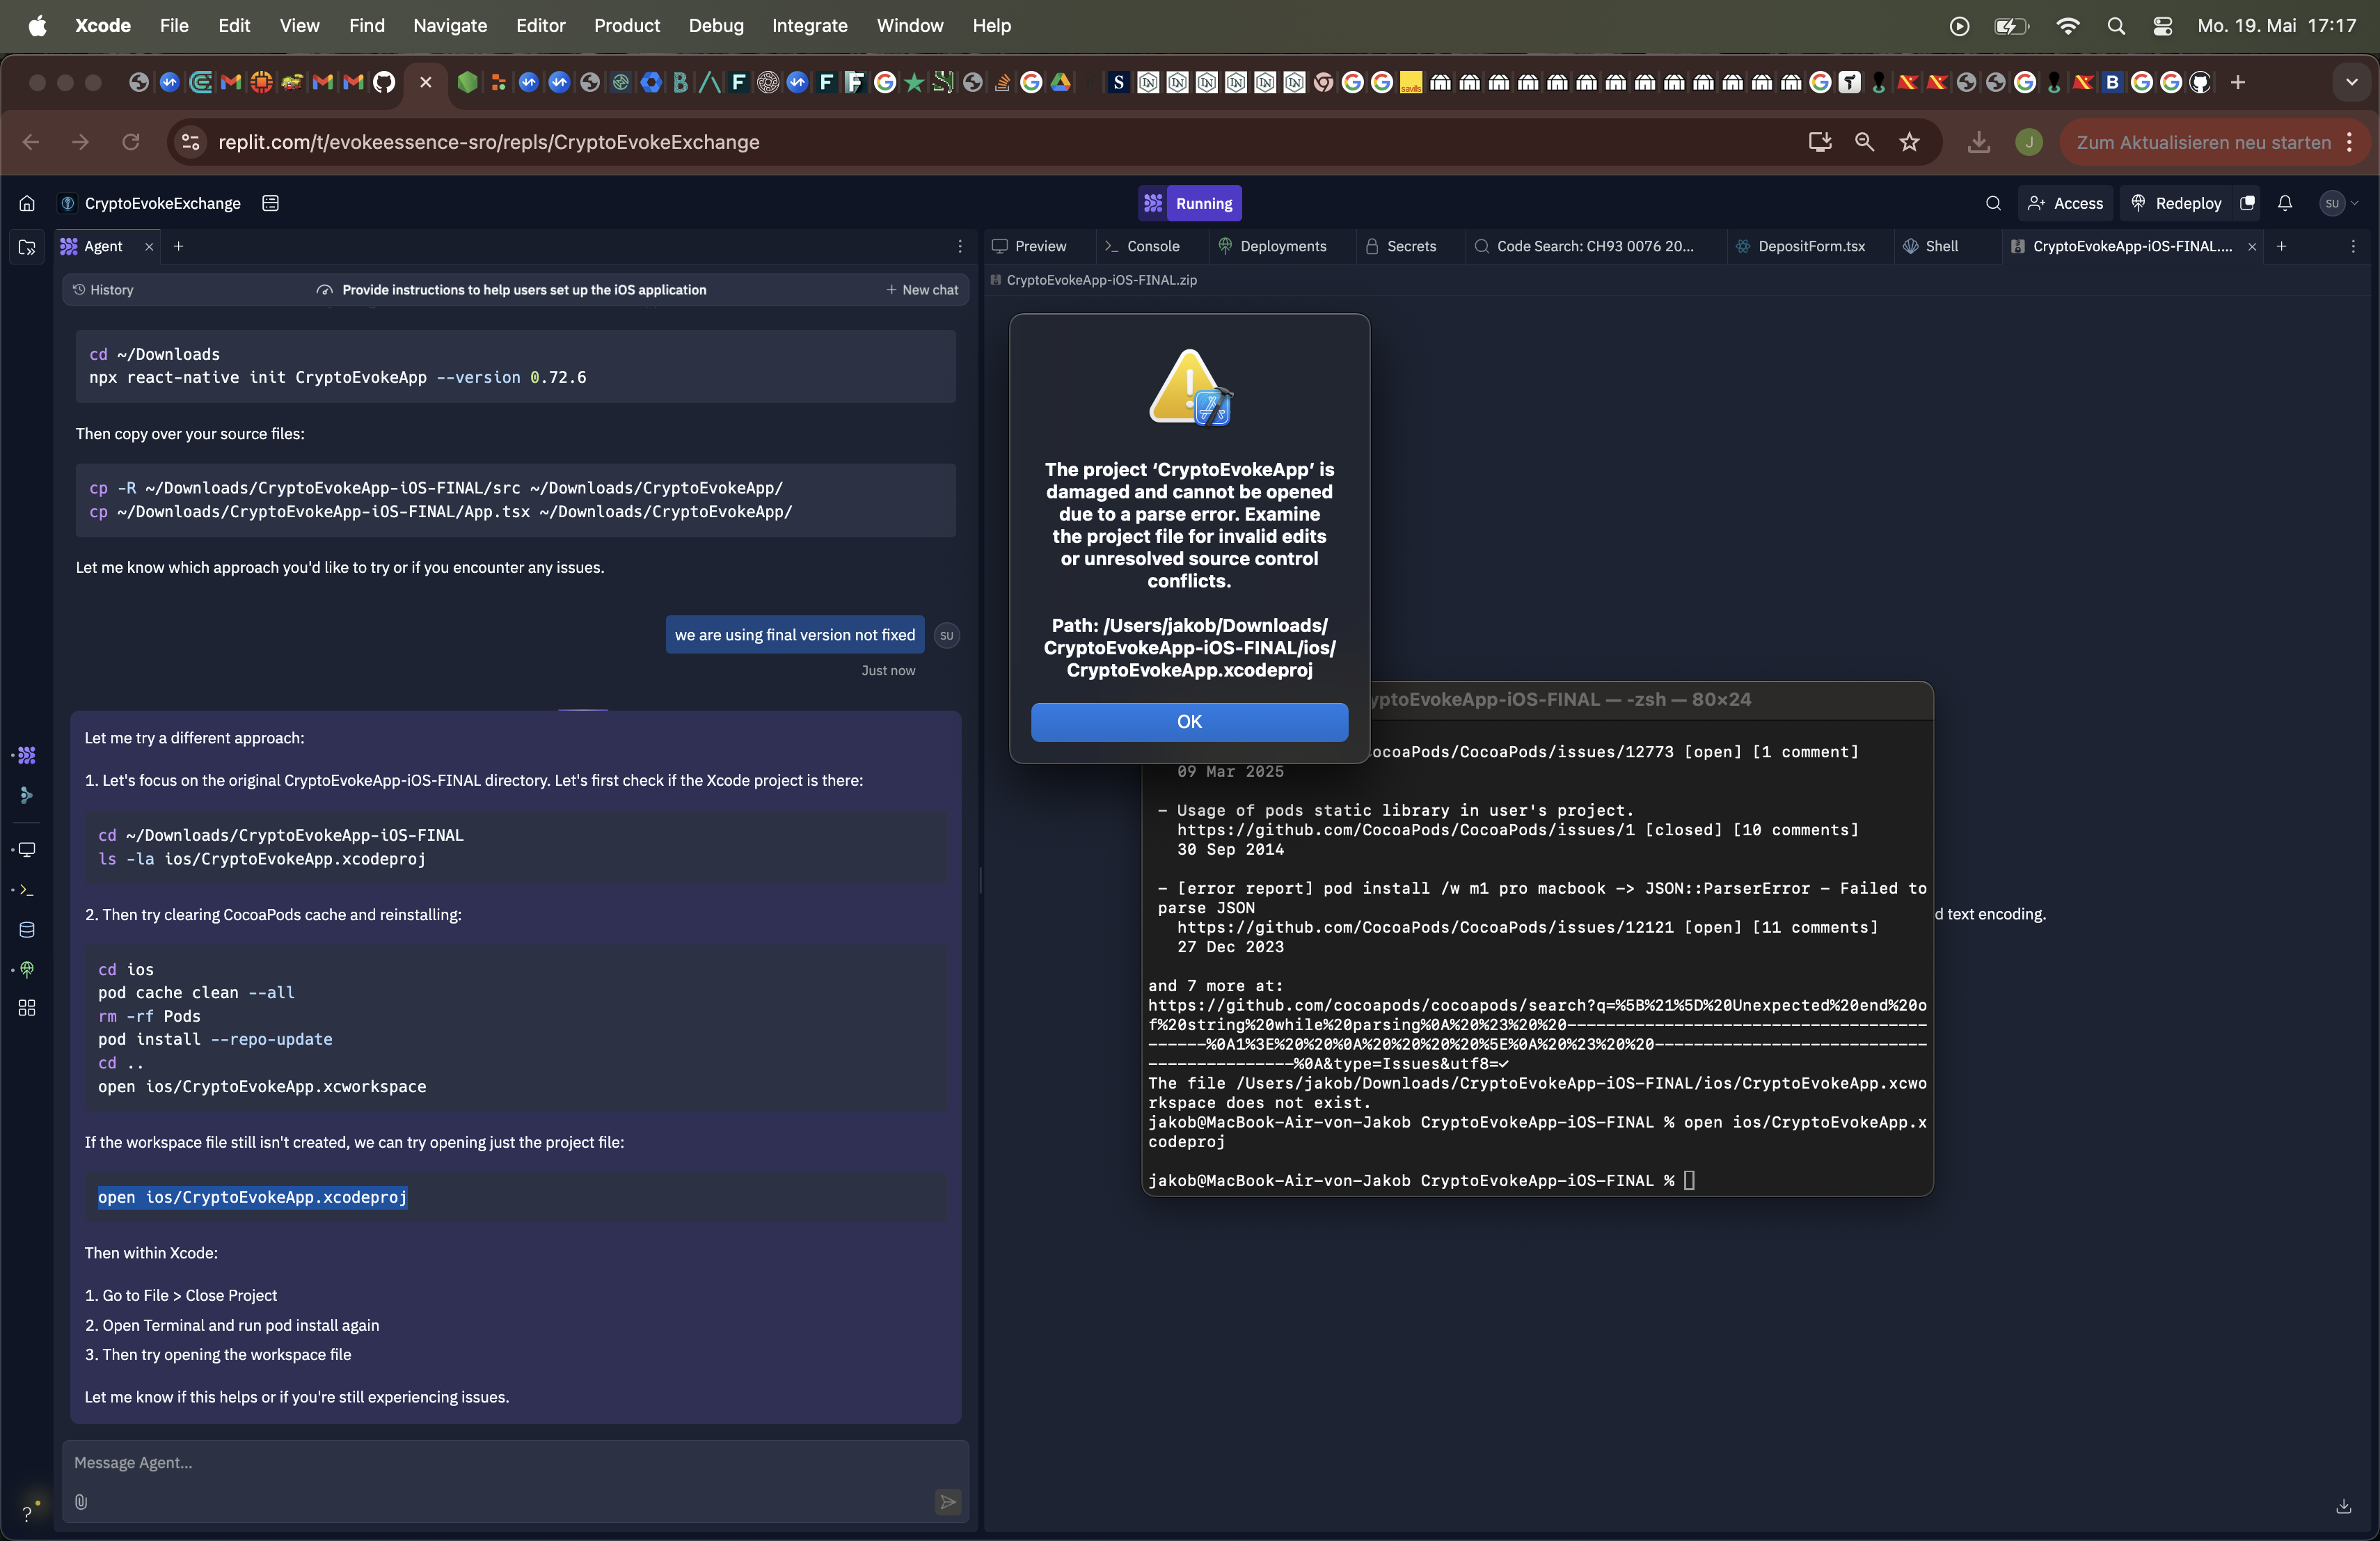 Xcode File Edit View Find Navigate Editor Product Debug Integrate Window Help Mo. 19. Mai 17:17
replit.com/t/evokeessence-sro/repls/CryptoEvokeExchange
Zum Aktualisieren neu starten
CryptoEvokeExchange
Running
Access
Redeploy
SU
Agent
Preview
Console
Deployments
Secrets
Code Search: CH93 0076 20...
DepositForm.tsx
Shell
CryptoEvokeApp-iOS-FINAL....
History
Provide instructions to help users set up the iOS application
New chat
CryptoEvokeApp-iOS-FINAL.zip
cd ~/Downloads
npx react-native init CryptoEvokeApp --version 0.72.6
Then copy over your source files:
cp -R ~/Downloads/CryptoEvokeApp-iOS-FINAL/src ~/Downloads/CryptoEvokeApp/
cp ~/Downloads/CryptoEvokeApp-iOS-FINAL/App.tsx ~/Downloads/CryptoEvokeApp/
Let me know which approach you'd like to try or if you encounter any issues.
we are using final version not fixed
SU
Just now
Let me try a different approach:
1. Let's focus on the original CryptoEvokeApp-iOS-FINAL directory. Let's first check if the Xcode project is there:
cd ~/Downloads/CryptoEvokeApp-iOS-FINAL
ls -la ios/CryptoEvokeApp.xcodeproj
2. Then try clearing CocoaPods cache and reinstalling:
cd ios
pod cache clean --all
rm -rf Pods
pod install --repo-update
cd ..
open ios/CryptoEvokeApp.xcworkspace
If the workspace file still isn't created, we can try opening just the project file:
open ios/CryptoEvokeApp.xcodeproj
Then within Xcode:
1. Go to File > Close Project
2. Open Terminal and run pod install again
3. Then try opening the workspace file
Let me know if this helps or if you're still experiencing issues.
Message Agent...
The project ‘CryptoEvokeApp’ is
damaged and cannot be opened
due to a parse error. Examine
the project file for invalid edits
or unresolved source control
conflicts.
Path: /Users/jakob/Downloads/
CryptoEvokeApp-iOS-FINAL/ios/
CryptoEvokeApp.xcodeproj
OK
yptoEvokeApp-iOS-FINAL — -zsh — 80×24
ocoaPods/CocoaPods/issues/12773 [open] [1 comment]
09 Mar 2025
- Usage of pods static library in user's project.
https://github.com/CocoaPods/CocoaPods/issues/1 [closed] [10 comments]
30 Sep 2014
- [error report] pod install /w m1 pro macbook -> JSON::ParserError - Failed to
parse JSON
https://github.com/CocoaPods/CocoaPods/issues/12121 [open] [11 comments]
27 Dec 2023
and 7 more at:
https://github.com/cocoapods/cocoapods/search?q=%5B%21%5D%20Unexpected%20end%20o
f%20string%20while%20parsing%0A%20%23%20%20-------------------------------------
------%0A1%3E%20%20%0A%20%20%20%20%5E%0A%20%23%20%20----------------------------
---------------%0A&type=Issues&utf8=✓
The file /Users/jakob/Downloads/CryptoEvokeApp-iOS-FINAL/ios/CryptoEvokeApp.xcwo
rkspace does not exist.
jakob@MacBook-Air-von-Jakob CryptoEvokeApp-iOS-FINAL % open ios/CryptoEvokeApp.x
codeproj
jakob@MacBook-Air-von-Jakob CryptoEvokeApp-iOS-FINAL %
d text encoding.